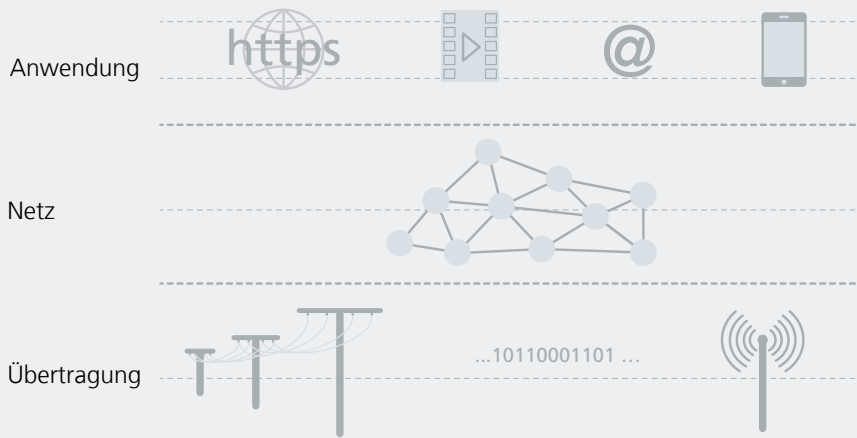 Anwendung
https
@
Netz
Übertragung
...10110001101 ...